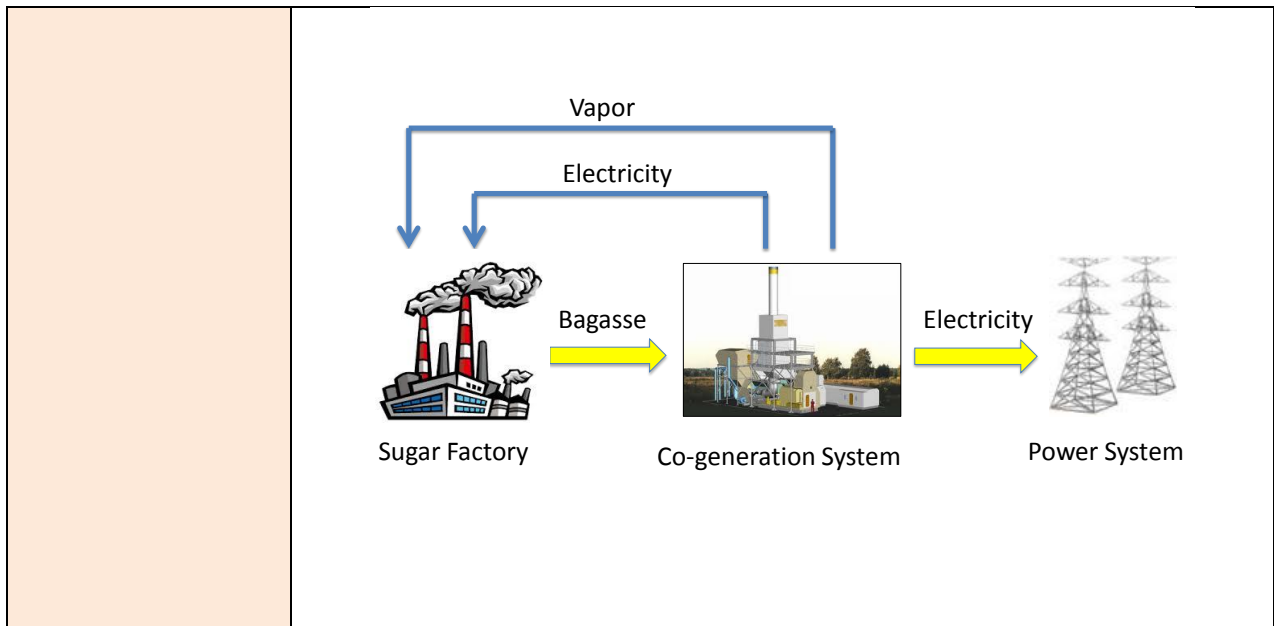 Vapor
Electricity
Bagasse
Electricity
Sugar Factory
Co-generation System
Power System